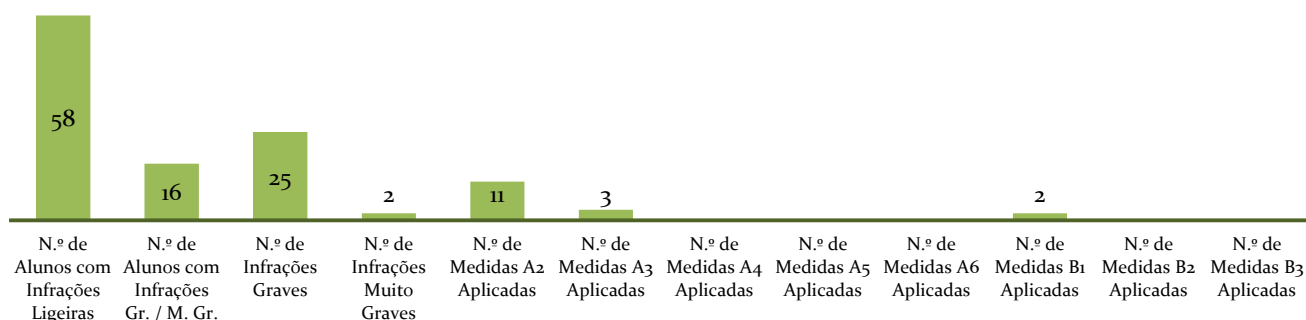 58
16
25
2
11
3
2
N.º de
Alunos com
Infrações
Ligeiras
N.º de
Alunos com
Infrações
Gr. / M. Gr.
N.º de
Infrações
Graves
N.º de
Infrações
Muito
Graves
N.º de
Medidas A2
Aplicadas
N.º de
Medidas A3
Aplicadas
N.º de
Medidas A4
Aplicadas
N.º de
Medidas A5
Aplicadas
N.º de
Medidas A6
Aplicadas
N.º de
Medidas B1
Aplicadas
N.º de
Medidas B2
Aplicadas
N.º de
Medidas B3
Aplicadas